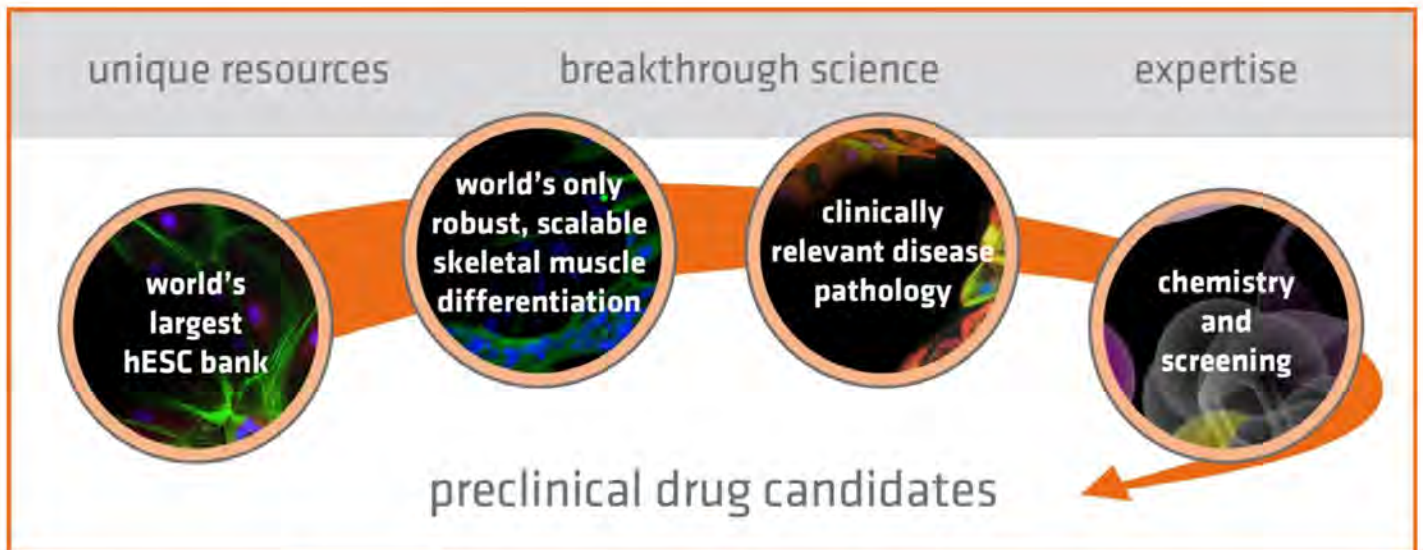 unique resources
breakthrough science
expertise
world's
largest
hESC bank
world's only
robust, scalable
skeletal muscle
differentiation
clinically
relevant disease
pathology
chemistry
and
screening
preclinical drug candidates